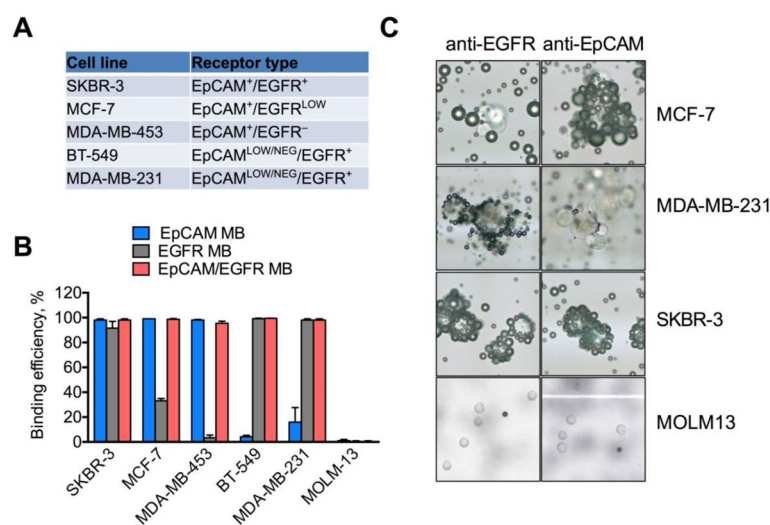 A
Cell line Receptor type
SKBR-3 EpCAM⁺/EGFR⁺
MCF-7 EpCAM⁺/EGFRᴸᴼᵂ
MDA-MB-453 EpCAM⁺/EGFR⁻
BT-549 EpCAMᴸᴼᵂ/ᴺᴱᴳ/EGFR⁺
MDA-MB-231 EpCAMᴸᴼᵂ/ᴺᴱᴳ/EGFR⁺
B
EpCAM MB
EGFR MB
EpCAM/EGFR MB
Binding efficiency, %
120
100
80
60
40
20
0
SKBR-3
MCF-7
MDA-MB-453
BT-549
MDA-MB-231
MOLM-13
C
anti-EGFR anti-EpCAM
MCF-7
MDA-MB-231
SKBR-3
MOLM13